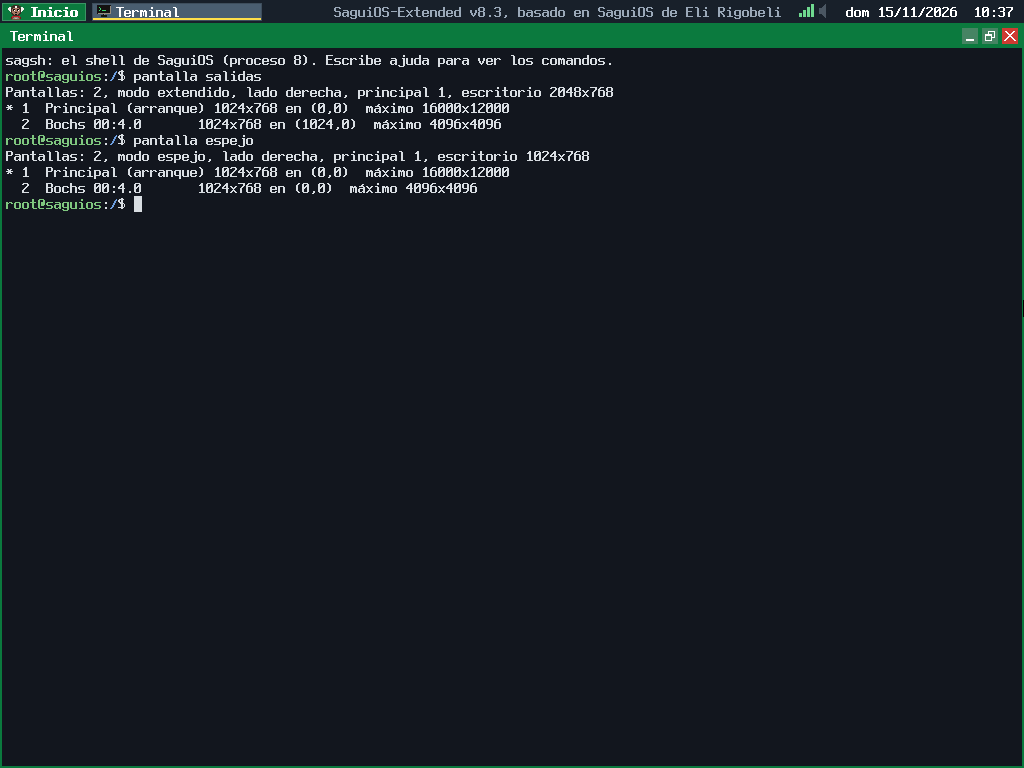 Inicio
Terminal
SaguiOS-Extended v8.3, basado en SaguiOS de Eli Rigobeli
dom 15/11/2026 10:37
Terminal
sagsh: el shell de SaguiOS (proceso 8). Escribe ajuda para ver los comandos.
root@saguios:/$ pantalla salidas
Pantallas: 2, modo extendido, lado derecha, principal 1, escritorio 2048x768
* 1  Principal (arranque) 1024x768 en (0,0)  máximo 16000x12000
  2  Bochs 00:4.0       1024x768 en (1024,0)  máximo 4096x4096
root@saguios:/$ pantalla espejo
Pantallas: 2, modo espejo, lado derecha, principal 1, escritorio 1024x768
* 1  Principal (arranque) 1024x768 en (0,0)  máximo 16000x12000
  2  Bochs 00:4.0       1024x768 en (0,0)  máximo 4096x4096
root@saguios:/$